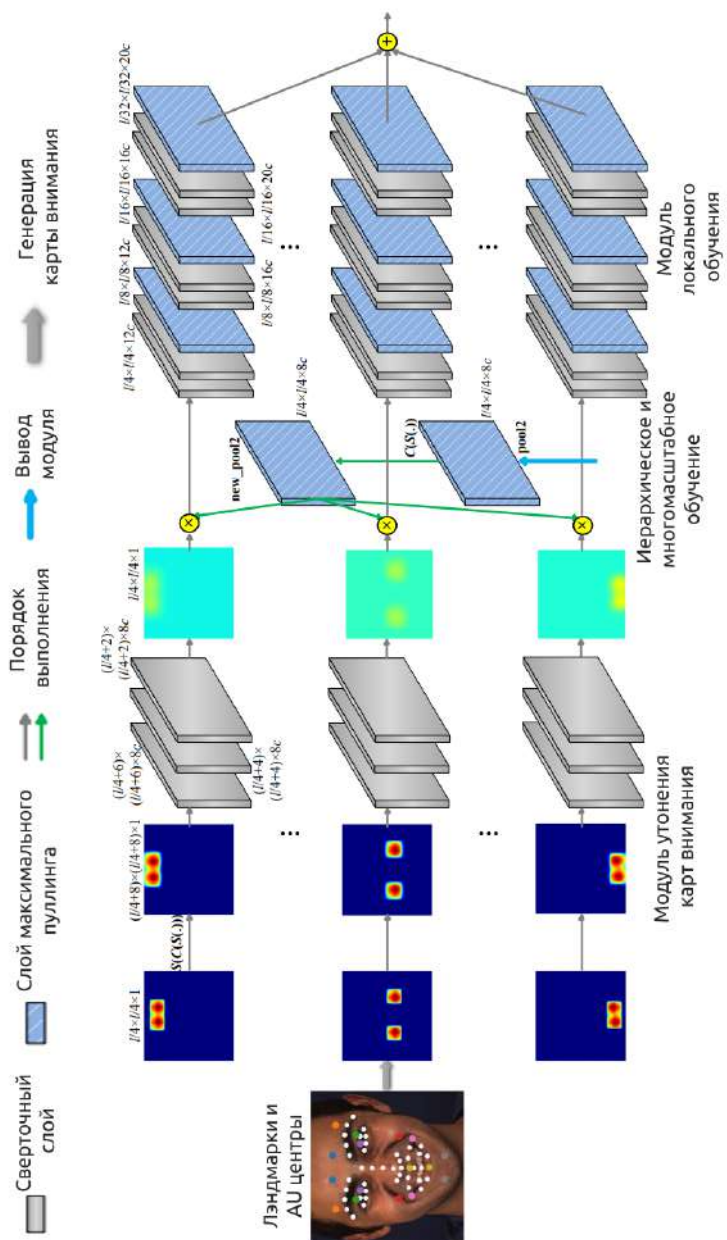 Сверточный
слой
Слой максимального
пуллинга
Порядок
выполнения
Вывод
модуля
Генерация
карты внимания
Лэндмарки и
AU центры
l/4×l/4×1
S(C(S(.)))
(l/4+8)×(l/4+8)×1
(l/4+6)×
(l/4+6)×8c
(l/4+4)×
(l/4+4)×8c
(l/4+2)×
(l/4+2)×8c
l/4×l/4×1
new_pool2
l/4×l/4×8c
C(S(.))
l/4×l/4×8c
pool2
l/4×l/4×12c
l/8×l/8×12c
l/8×l/8×16c
l/16×l/16×16c
l/16×l/16×20c
l/32×l/32×20c
×
×
×
+
...
...
...
...
Модуль утонения
карт внимания
Иерархическое и
многомасштабное
обучение
Модуль
локального
обучения